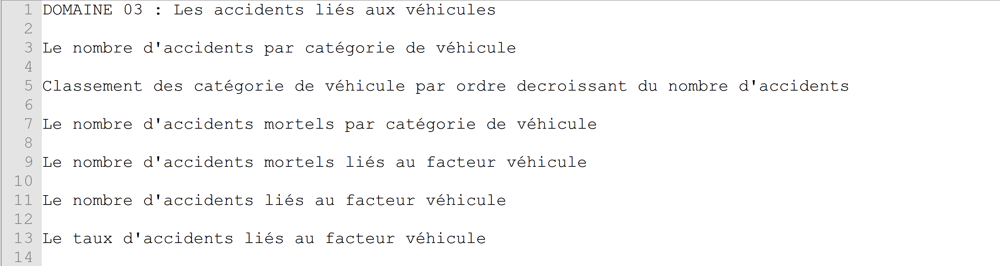 1 DOMAINE 03 : Les accidents liés aux véhicules
2
3 Le nombre d'accidents par catégorie de véhicule
4
5 Classement des catégorie de véhicule par ordre decroissant du nombre d'accidents
6
7 Le nombre d'accidents mortels par catégorie de véhicule
8
9 Le nombre d'accidents mortels liés au facteur véhicule
10
11 Le nombre d'accidents liés au facteur véhicule
12
13 Le taux d'accidents liés au facteur véhicule
14